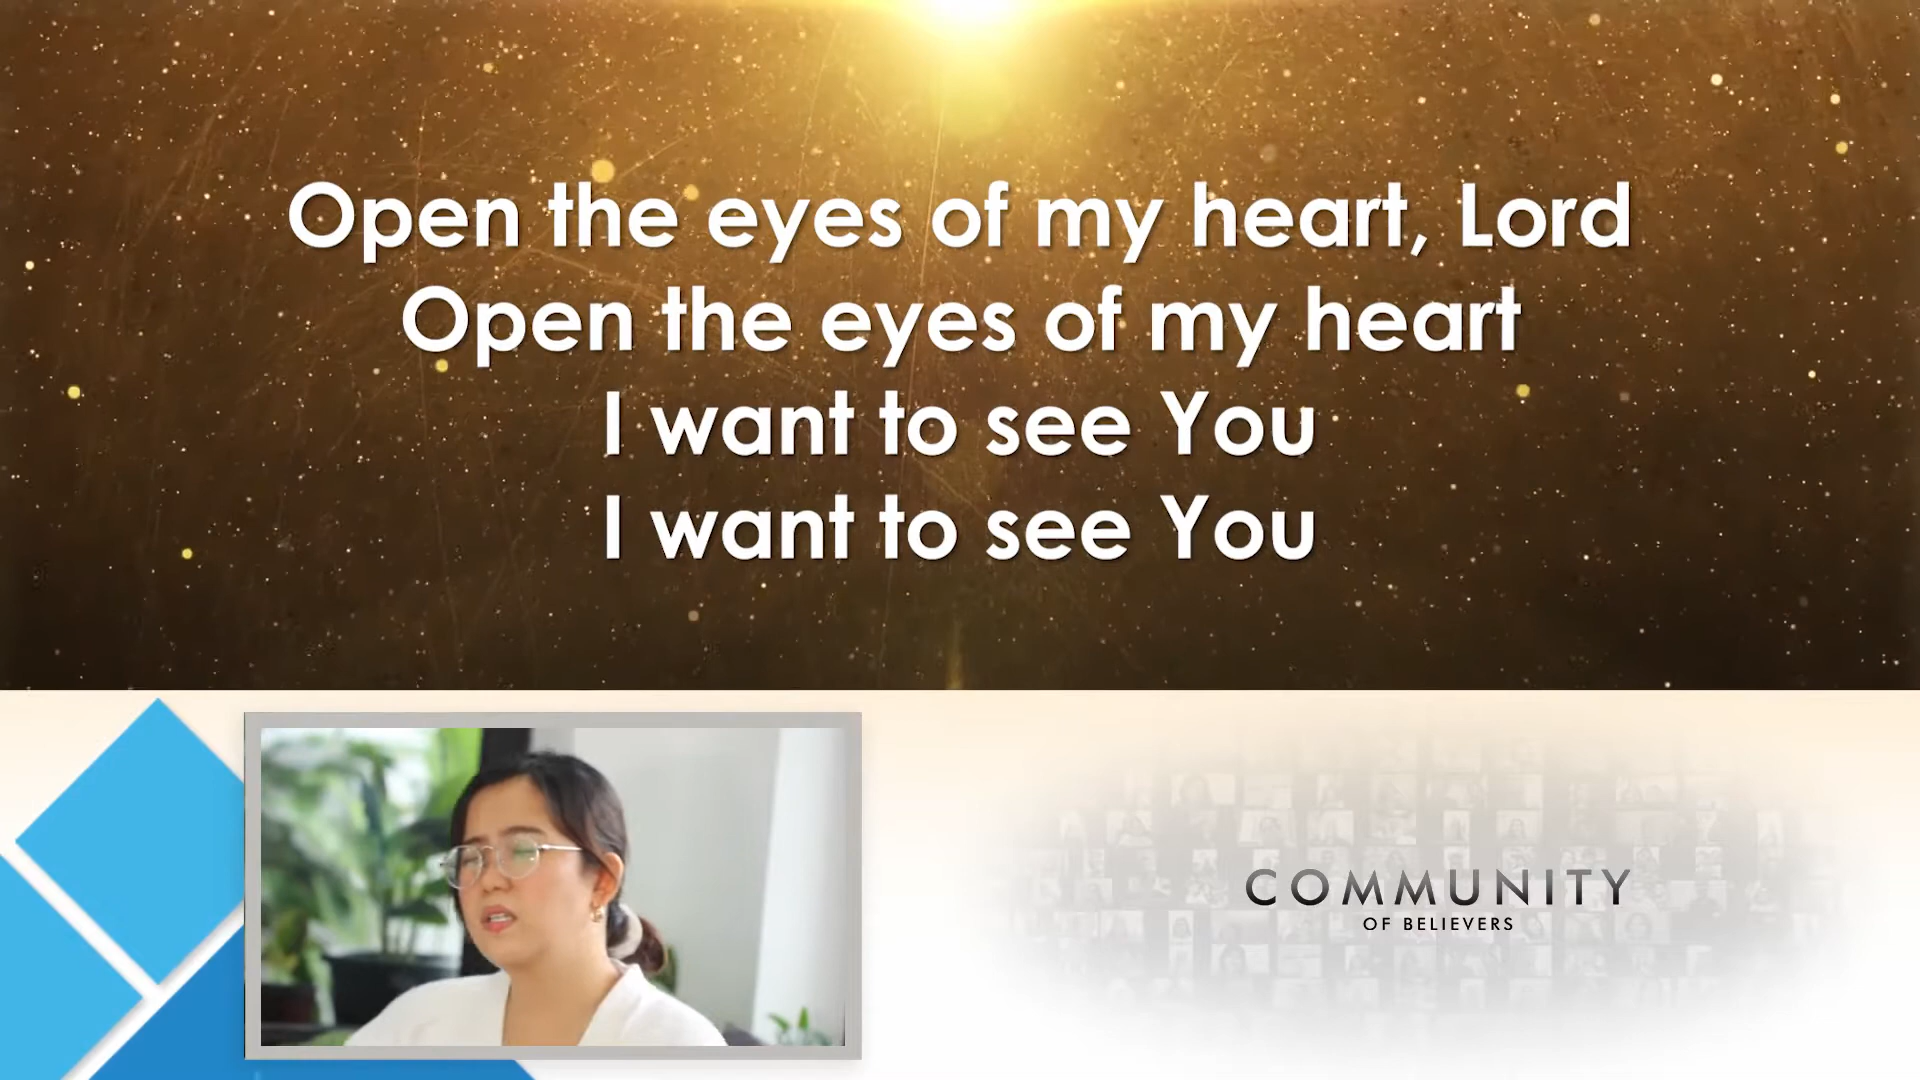 Open the eyes of my heart, Lord
Open the eyes of my heart
I want to see You
I want to see You
COMMUNITY
OF BELIEVERS